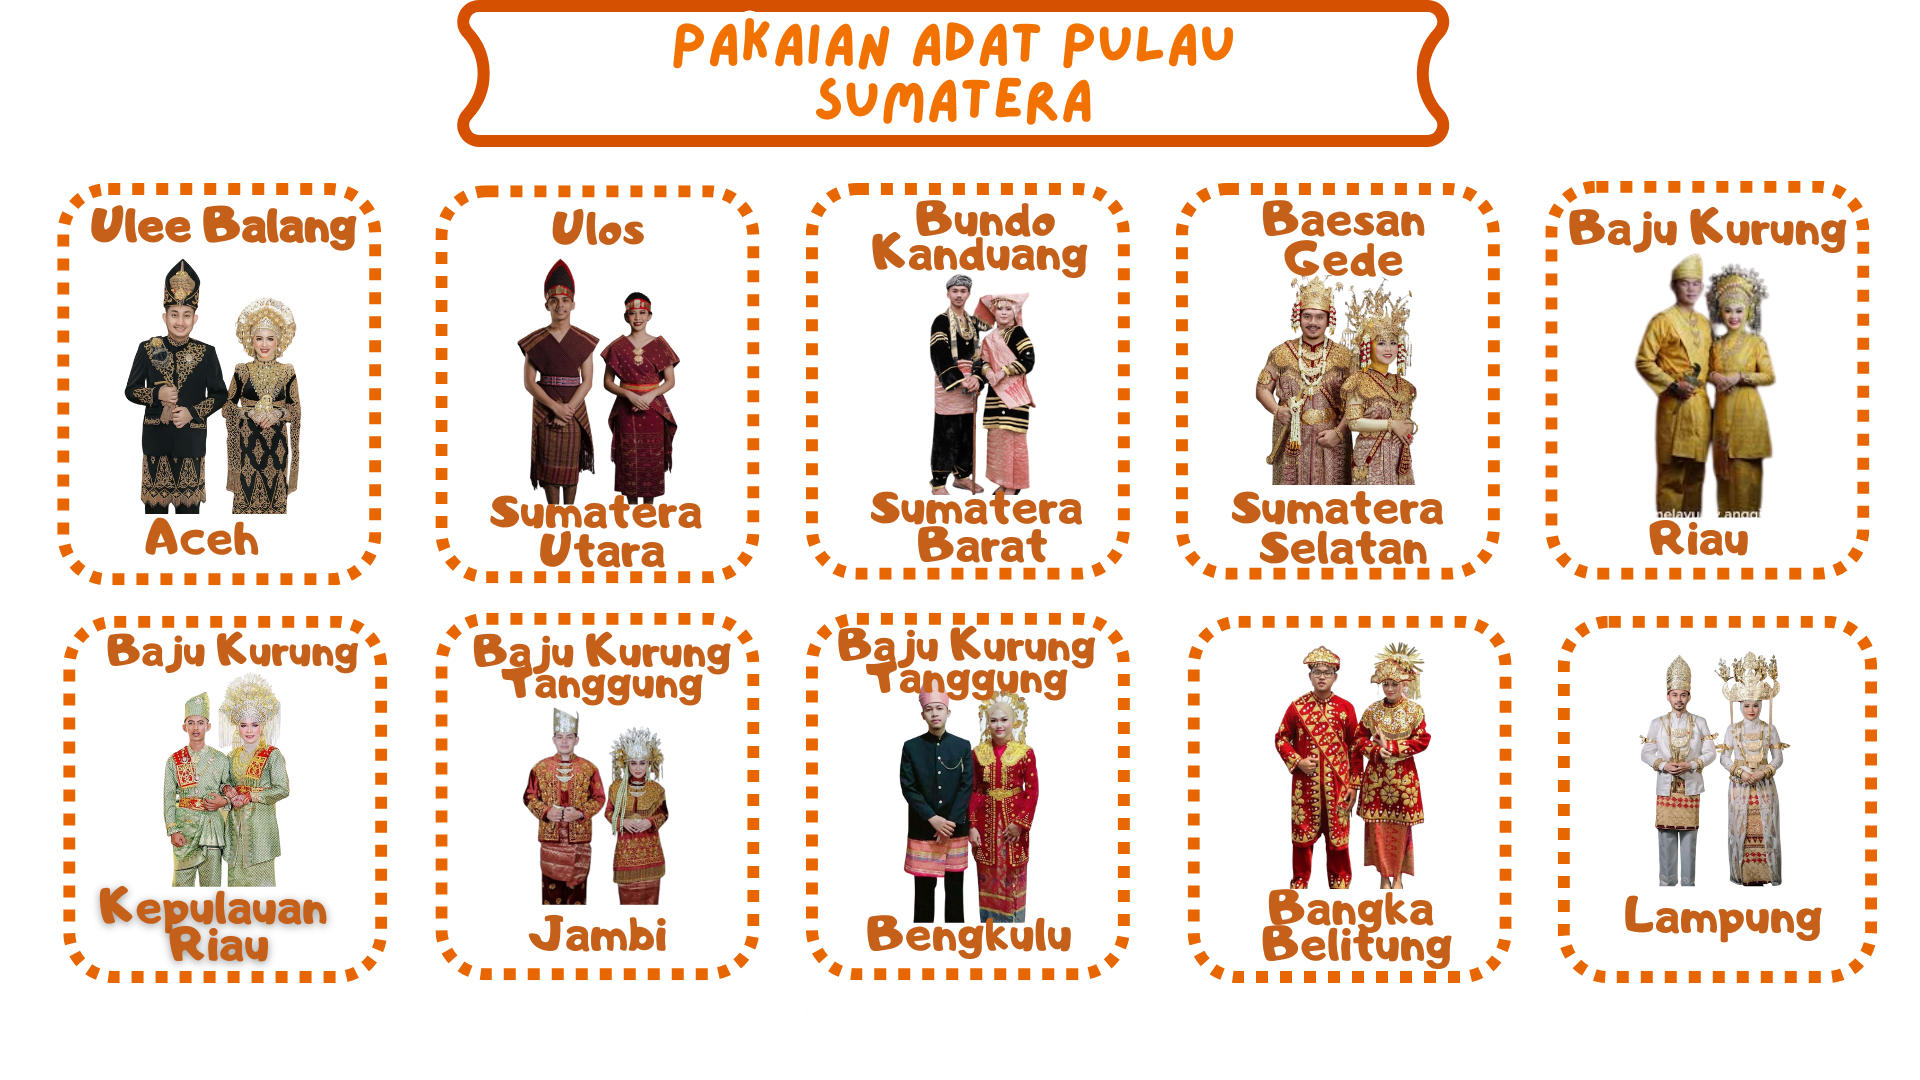 PAKAIAN ADAT PULAU
SUMATERA
Ulee Balang
Aceh
Ulos
Sumatera
Utara
Bundo
Kanduang
Sumatera
Barat
Baesan
Gede
Sumatera
Selatan
Baju Kurung
Riau
Baju Kurung
Kepulauan
Riau
Baju Kurung
Tanggung
Jambi
Baju Kurung
Tanggung
Bengkulu
Bangka
Belitung
Lampung